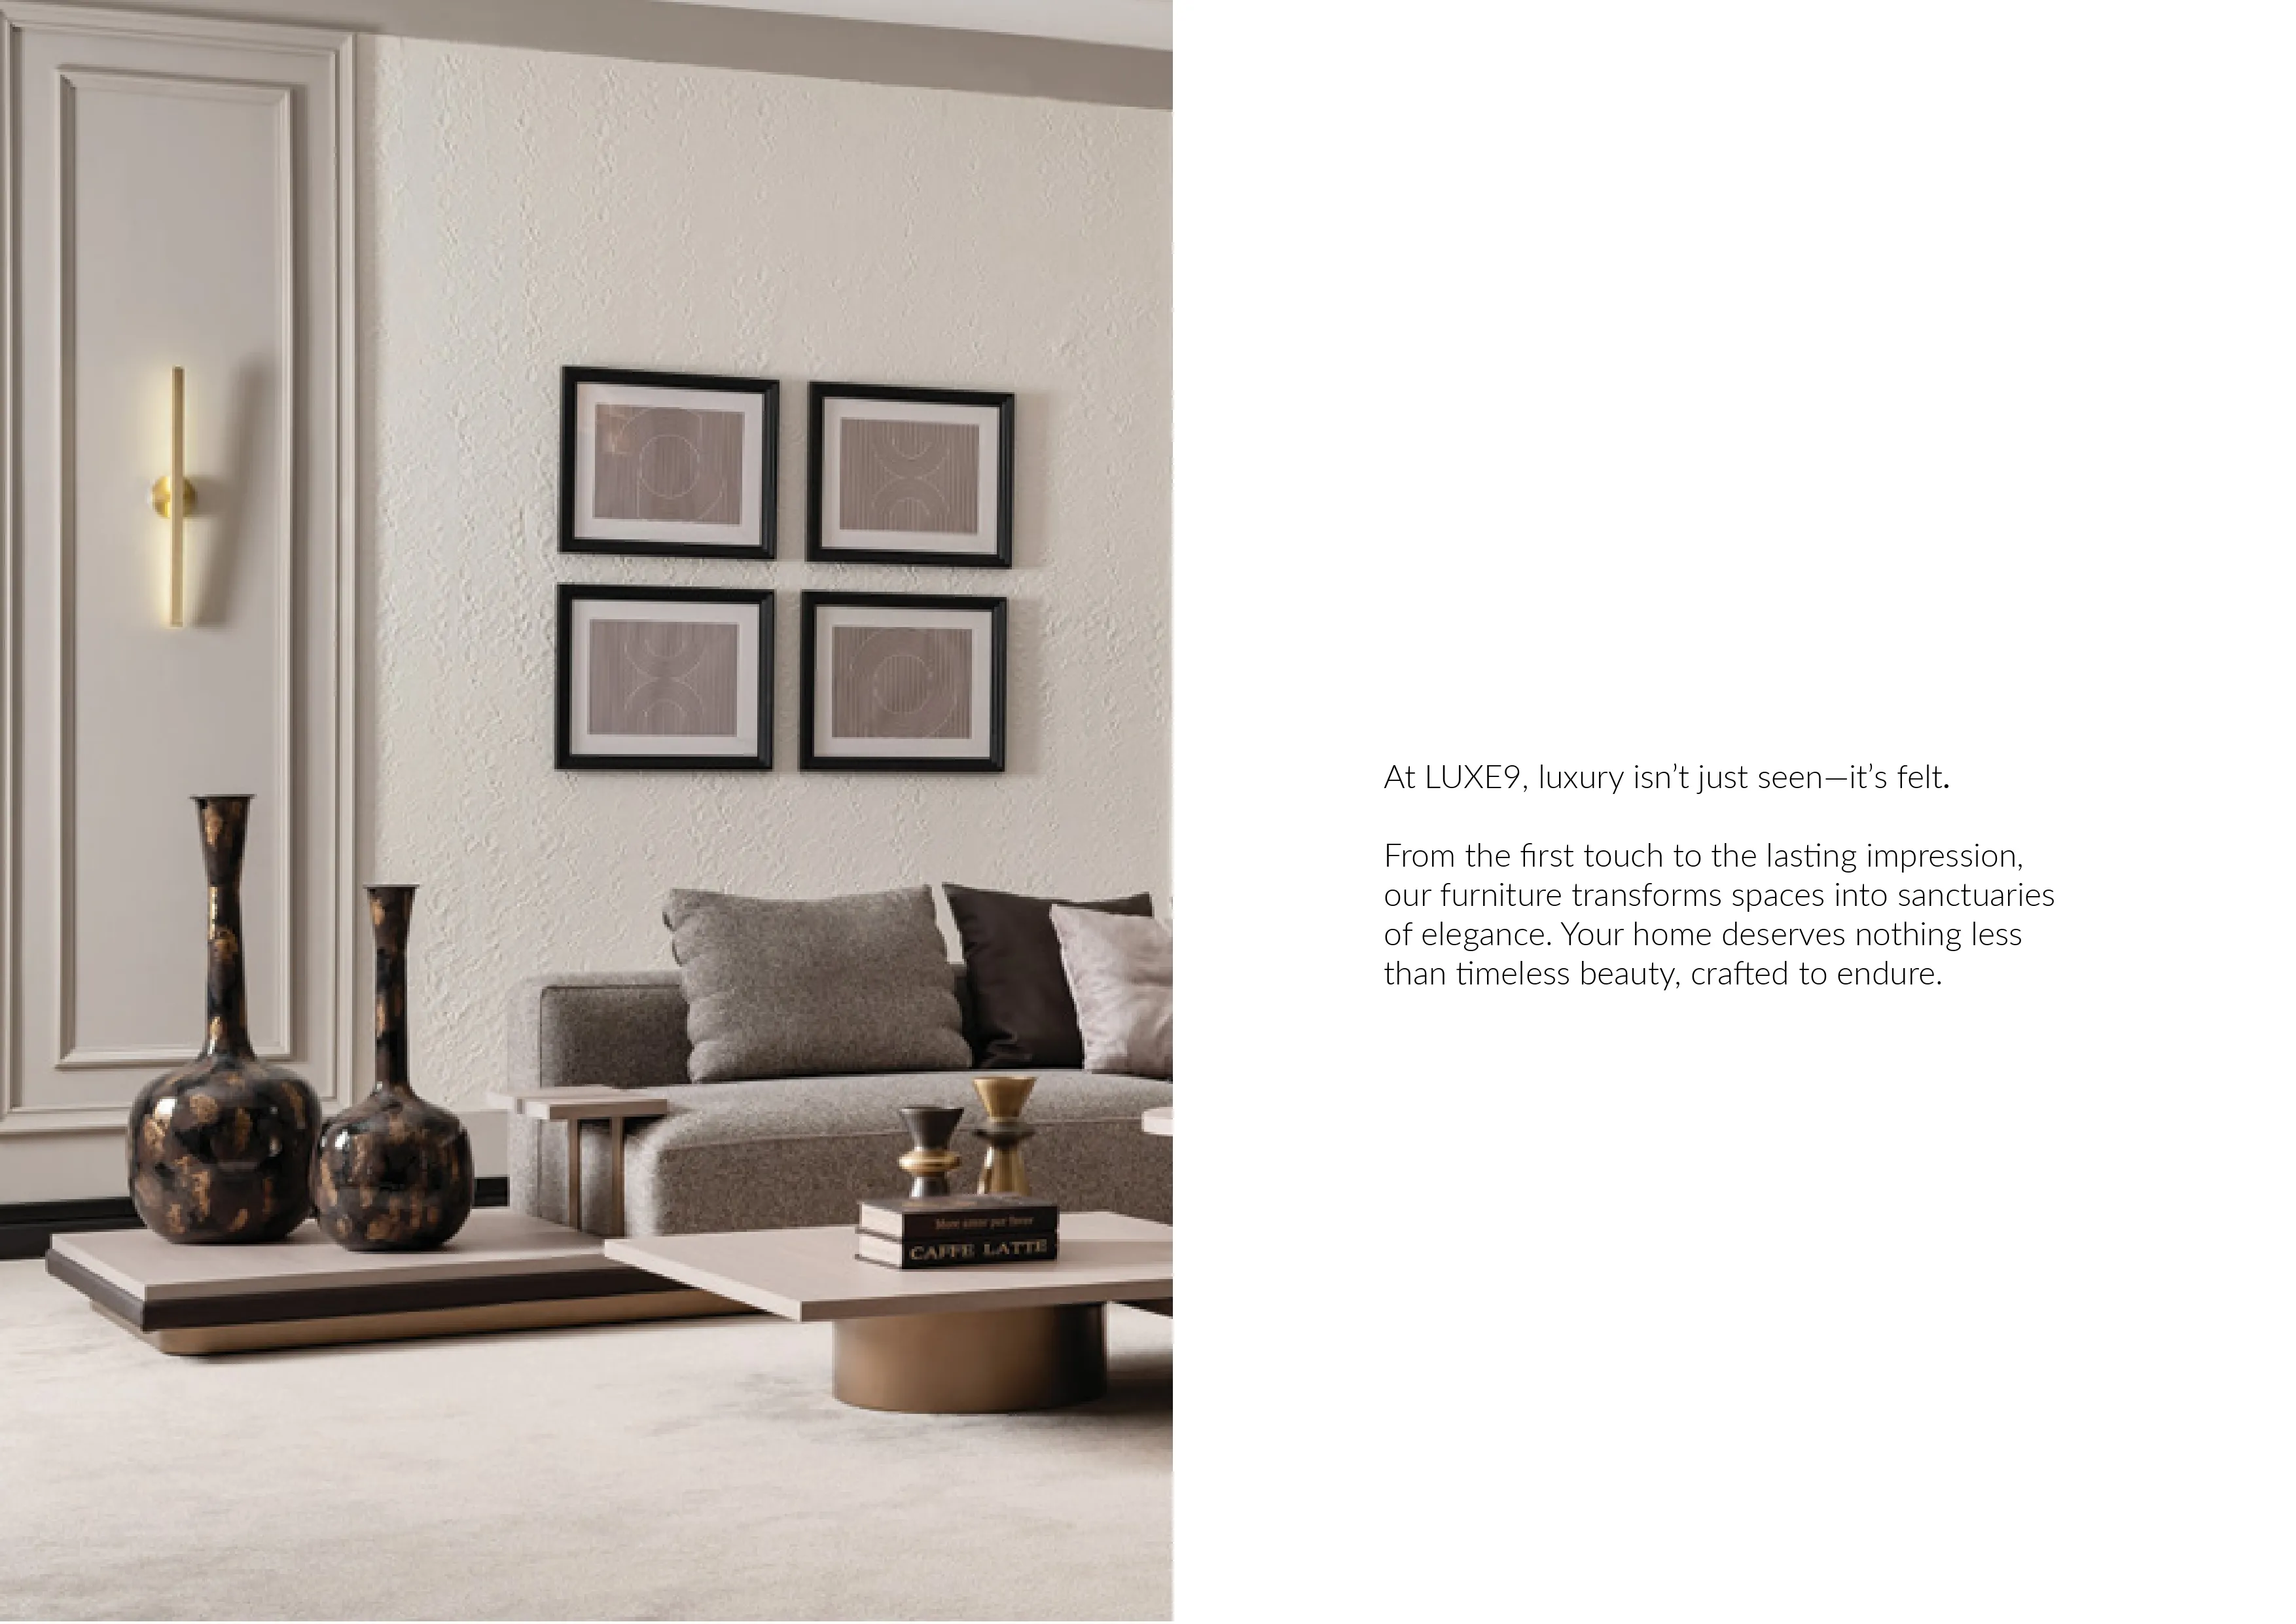 More amor por favor
CAFFE LATTE
At LUXE9, luxury isn’t just seen—it’s felt.
From the first touch to the lasting impression,
our furniture transforms spaces into sanctuaries
of elegance. Your home deserves nothing less
than timeless beauty, crafted to endure.